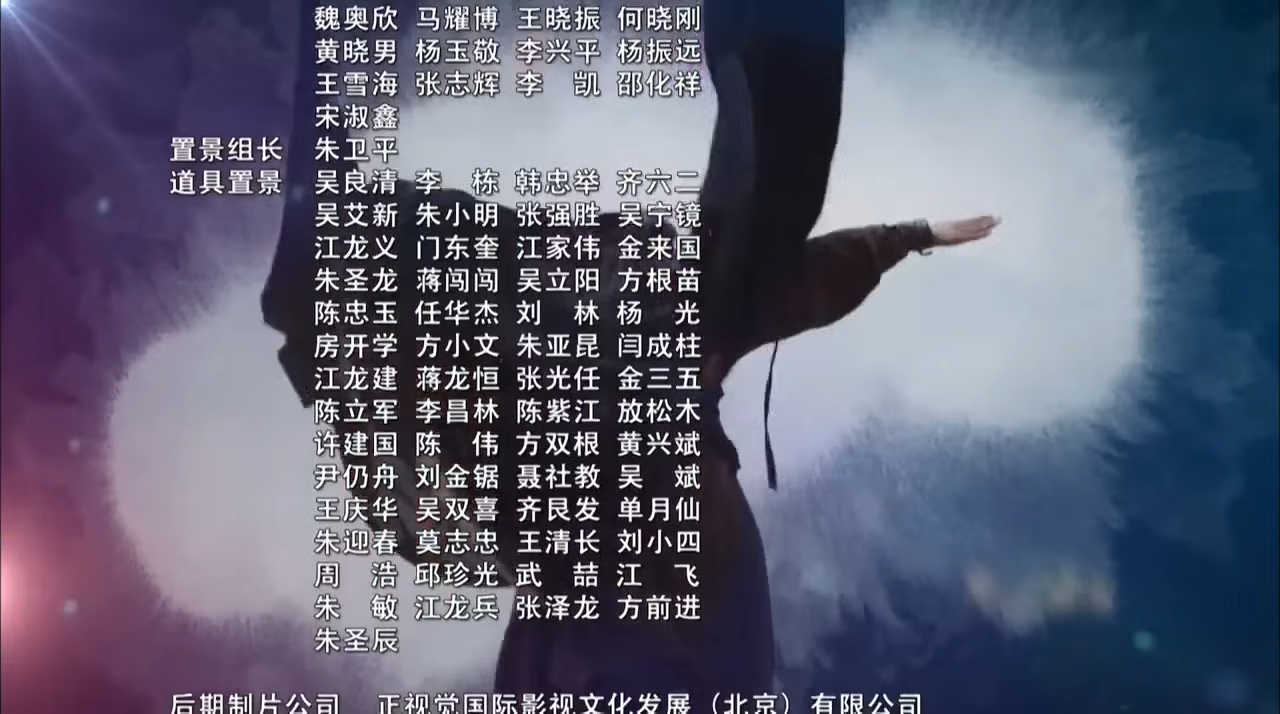 魏奥欣 马耀博 王晓振 何晓刚
黄晓男 杨玉敬 李兴平 杨振远
王雪海 张志辉 李　凯 邵化祥
宋淑鑫
置景组长 朱卫平
道具置景 吴良清 李　栋 韩忠举 齐六二
吴艾新 朱小明 张强胜 吴宁镜
江龙义 门东奎 江家伟 金来国
朱圣龙 蒋闯闯 吴立阳 方根苗
陈忠玉 任华杰 刘　林 杨　光
房开学 方小文 朱亚昆 闫成柱
江龙建 蒋龙恒 张光任 金三五
陈立军 李昌林 陈紫江 放松木
许建国 陈　伟 方双根 黄兴斌
尹仍舟 刘金锯 聂社教 吴　斌
王庆华 吴双喜 齐艮发 单月仙
朱迎春 莫志忠 王清长 刘小四
周　浩 邱珍光 武　喆 江　飞
朱　敏 江龙兵 张泽龙 方前进
朱圣辰
后期制片公司 正视觉国际影视文化发展（北京）有限公司